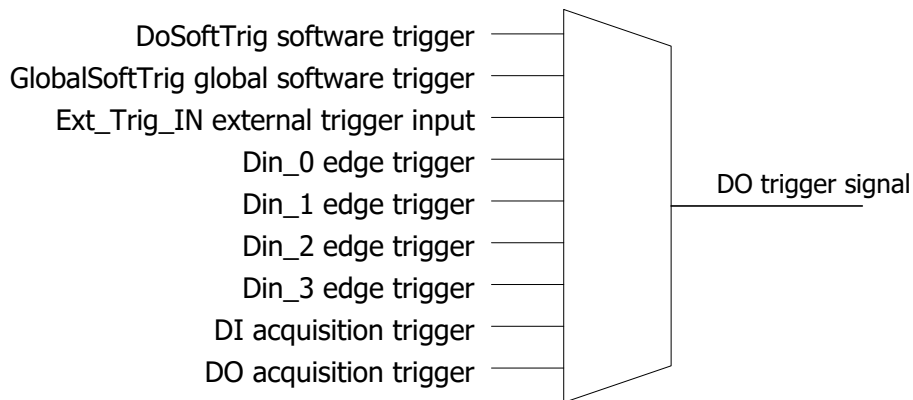 DoSoftTrig software trigger
GlobalSoftTrig global software trigger
Ext_Trig_IN external trigger input
Din_0 edge trigger
Din_1 edge trigger
Din_2 edge trigger
Din_3 edge trigger
DI acquisition trigger
DO acquisition trigger
DO trigger signal